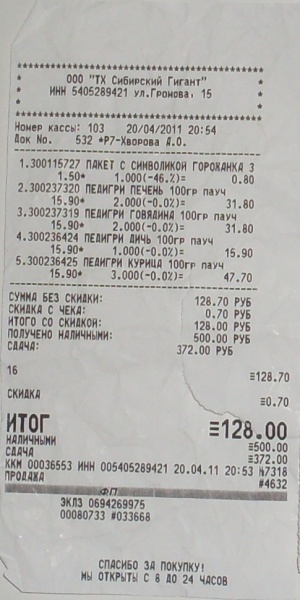 ****************************************
* ООО "ТХ Сибирский Гигант" *
* ИНН 5405289421 ул.Громова, 15 *
* *
****************************************
Номер кассы: 103 20/04/2011 20:54
Док No. 532 *Р7-Хворова А.О.
1.300115727 ПАКЕТ С СИМВОЛИКОЙ ГОРОЖАНКА 3
1.50* 1.000(-46.%)= 0.80
2.300237320 ПЕДИГРИ ПЕЧЕНЬ 100гр пауч
15.90* 2.000(-0.0%)= 31.80
3.300237319 ПЕДИГРИ ГОВЯДИНА 100гр пауч
15.90* 2.000(-0.0%)= 31.80
4.300236424 ПЕДИГРИ ДИЧЬ 100гр пауч
15.90* 1.000(-0.0%)= 15.90
5.300236425 ПЕДИГРИ КУРИЦА 100гр пауч
15.90* 3.000(-0.0%)= 47.70
СУММА БЕЗ СКИДКИ: 128.70 РУБ
СКИДКА С ЧЕКА: 0.70 РУБ
ИТОГО СО СКИДКОЙ: 128.00 РУБ
ПОЛУЧЕНО НАЛИЧНЫМИ: 500.00 РУБ
СДАЧА: 372.00 РУБ
16 ≡128.70
СКИДКА ≡0.70
ИТОГ ≡128.00
НАЛИЧНЫМИ ≡500.00
СДАЧА ≡372.00
ККМ 00036553 ИНН 005405289421 20.04.11 20:53 №7318
ПРОДАЖА #4632
ФП
ЭКЛЗ 0694269975
00080733 #033668
СПАСИБО ЗА ПОКУПКУ!
МЫ ОТКРЫТЫ С 8 ДО 24 ЧАСОВ